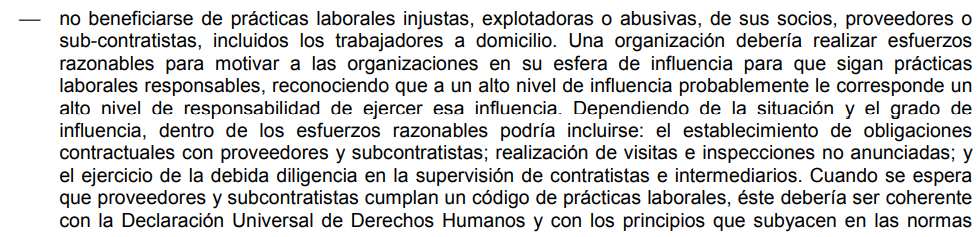 — no beneficiarse de prácticas laborales injustas, explotadoras o abusivas, de sus socios, proveedores o
sub-contratistas, incluidos los trabajadores a domicilio. Una organización debería realizar esfuerzos
razonables para motivar a las organizaciones en su esfera de influencia para que sigan prácticas
laborales responsables, reconociendo que a un alto nivel de influencia probablemente le corresponde un
alto nivel de responsabilidad de ejercer esa influencia. Dependiendo de la situación y el grado de
influencia, dentro de los esfuerzos razonables podría incluirse: el establecimiento de obligaciones
contractuales con proveedores y subcontratistas; realización de visitas e inspecciones no anunciadas; y
el ejercicio de la debida diligencia en la supervisión de contratistas e intermediarios. Cuando se espera
que proveedores y subcontratistas cumplan un código de prácticas laborales, éste debería ser coherente
con la Declaración Universal de Derechos Humanos y con los principios que subyacen en las normas